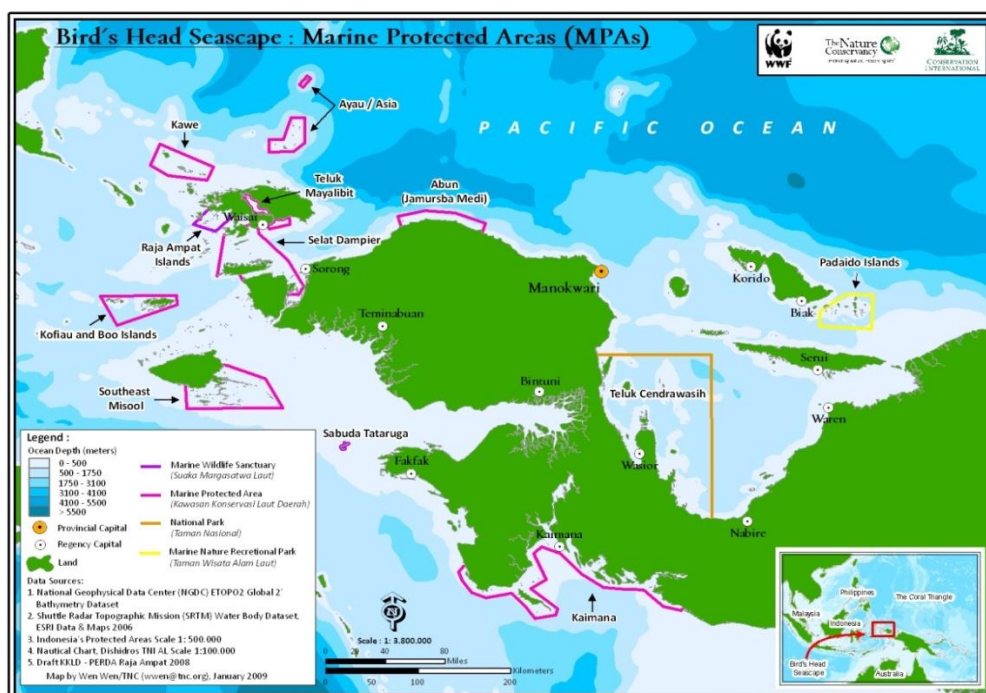 Bird's Head Seascape : Marine Protected Areas (MPAs)
WWF
The Nature
Conservancy
CONSERVATION
INTERNATIONAL
Ayau / Asia
PACIFIC OCEAN
Kawe
Teluk
Mayalibit
Abun
(Jamursba Medi)
Waisai
Raja Ampat
Islands
Selat Dampier
Sorong
Manokwari
Korido
Padaido Islands
Biak
Kofiau and Boo Islands
Teminabuan
Serui
Southeast
Misool
Bintuni
Teluk Cendrawasih
Waren
Sabuda Tataruga
Fakfak
Wasior
Nabire
Kaimana
Kaimana
Legend :
Ocean Depth (meters)
0 - 500
500 - 1750
1750 - 3100
3100 - 4100
4100 - 5500
> 5500
Provincial Capital
Regency Capital
Land
Marine Wildlife Sanctuary
(Suaka Margasatwa Laut)
Marine Protected Area
(Kawasan Konservasi Laut Daerah)
National Park
(Taman Nasional)
Marine Nature Recretional Park
(Taman Wisata Alam Laut)
Data Sources:
1. National Geophysical Data Center (NGDC) ETOPO2 Global 2'
Bathymetry Dataset
2. Shuttle Radar Topographic Mission (SRTM) Water Body Dataset,
ESRI Data & Maps 2006
3. Indonesia's Protected Areas Scale 1: 500.000
4. Nautical Chart, Dishidros TNI AL Scale 1:100.000
5. Draft KKLD - PERDA Raja Ampat 2008
Map by Wen Wen/TNC (wwen@tnc.org), January 2009
N
Scale : 1: 3.800.000
0 20 40 80
Miles
Kilometers
0 50 100 200
Philippines
Malaysia
The Coral Triangle
Indonesia
Bird's Head
Seascape
Australia